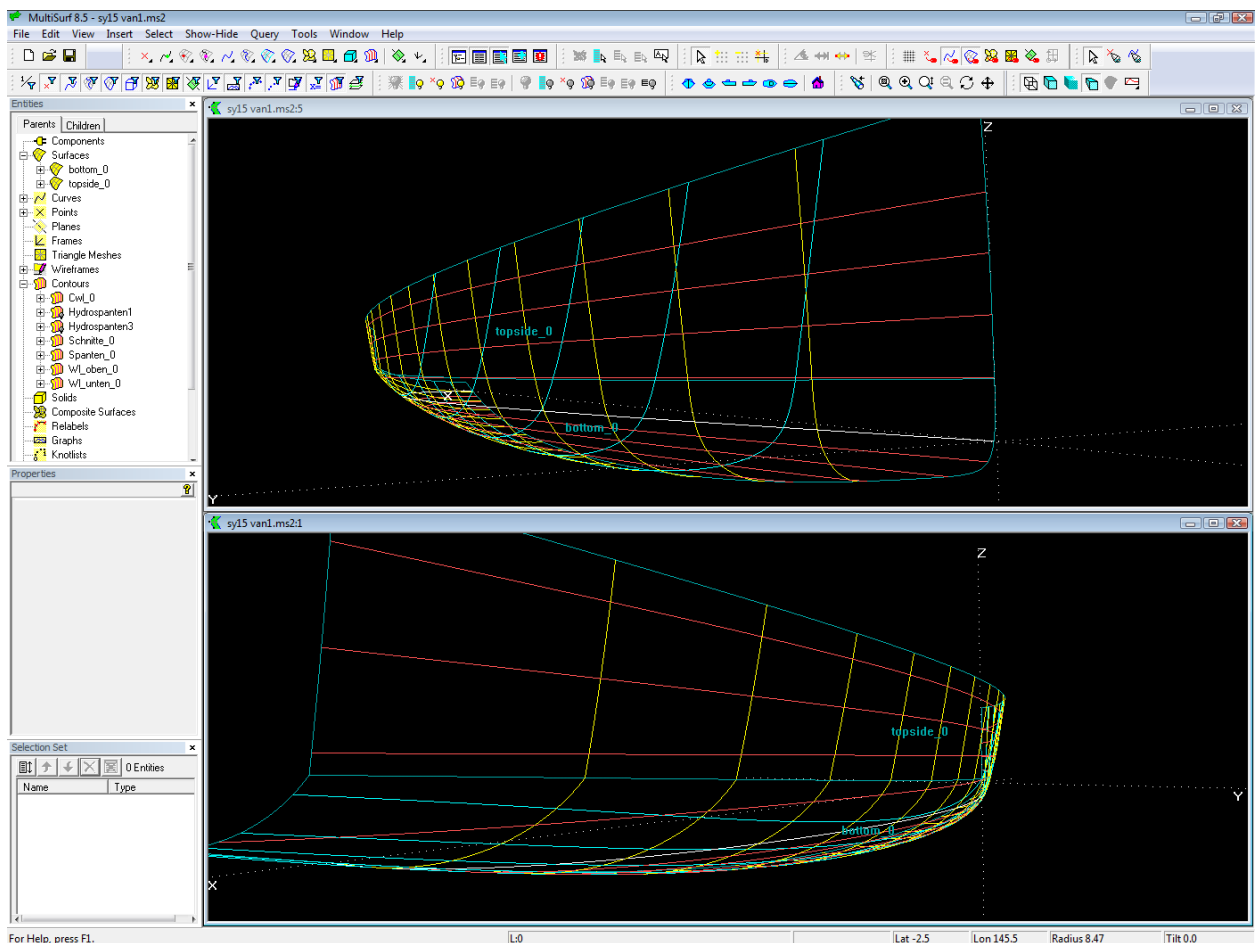 MultiSurf 8.5 - sy15 van1.ms2
File Edit View Insert Select Show-Hide Query Tools Window Help
Entities
Parents Children
Components
Surfaces
bottom_0
topside_0
Curves
Points
Planes
Frames
Triangle Meshes
Wireframes
Contours
Cwl_0
Hydrospanten1
Hydrospanten3
Schnitte_0
Spanten_0
Wl_oben_0
Wl_unten_0
Solids
Composite Surfaces
Relabels
Graphs
Knotlists
Properties
Selection Set
0 Entities
Name Type
sy15 van1.ms2:5
Z
topside_0
X
bottom_0
Y
sy15 van1.ms2:1
Z
topside_0
Y
bottom_0
X
For Help, press F1.
L:0
Lat -2.5 Lon 145.5 Radius 8.47 Tilt 0.0